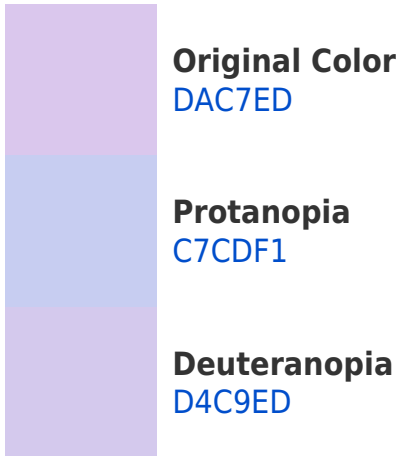 Original Color
DAC7ED
Protanopia
C7CDF1
Deuteranopia
D4C9ED